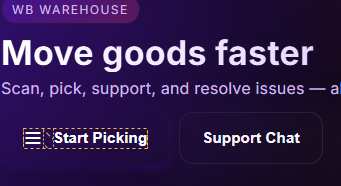 WB WAREHOUSE
Move goods faster
Scan, pick, support, and resolve issues —
Start Picking
Support Chat